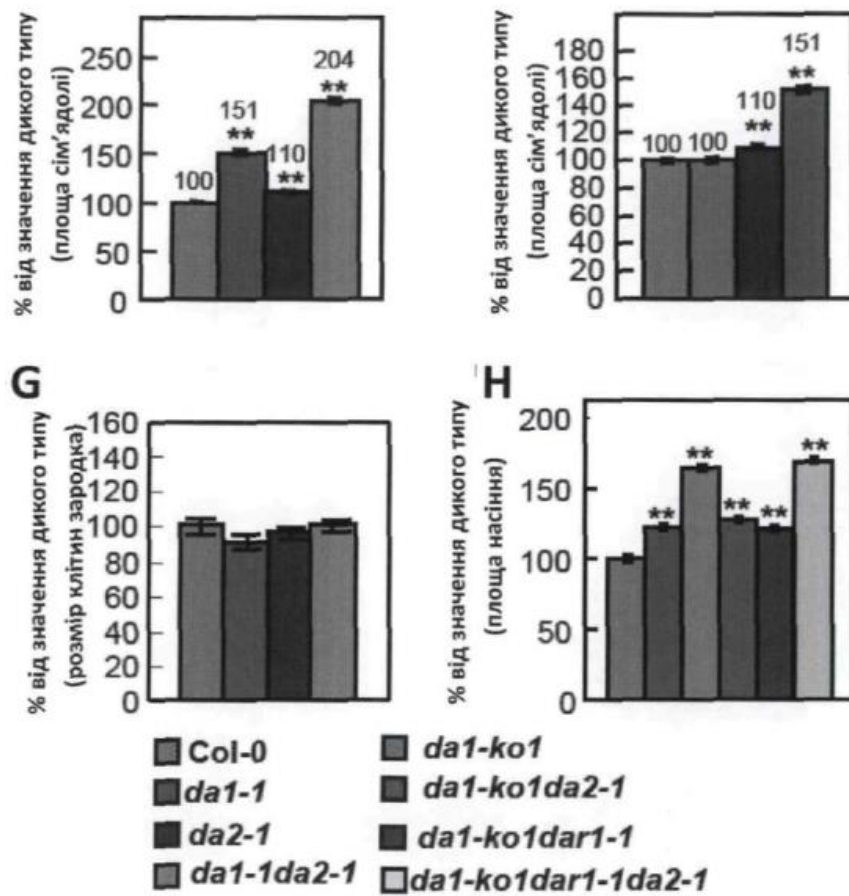 % від значення дикого типу
(площа сім’ядолі)
250
200
150
100
50
0
100
151
**
110
**
204
**
% від значення дикого типу
(площа сім’ядолі)
180
160
140
120
100
80
60
40
20
0
100
100
110
**
151
**
G
% від значення дикого типу
(розмір клітин зародка)
160
140
120
100
80
60
40
20
0
H
% від значення дикого типу
(площа насіння)
200
150
100
50
0
**
**
**
**
**
Col-0
da1-1
da2-1
da1-1da2-1
da1-ko1
da1-ko1da2-1
da1-ko1dar1-1
da1-ko1dar1-1da2-1